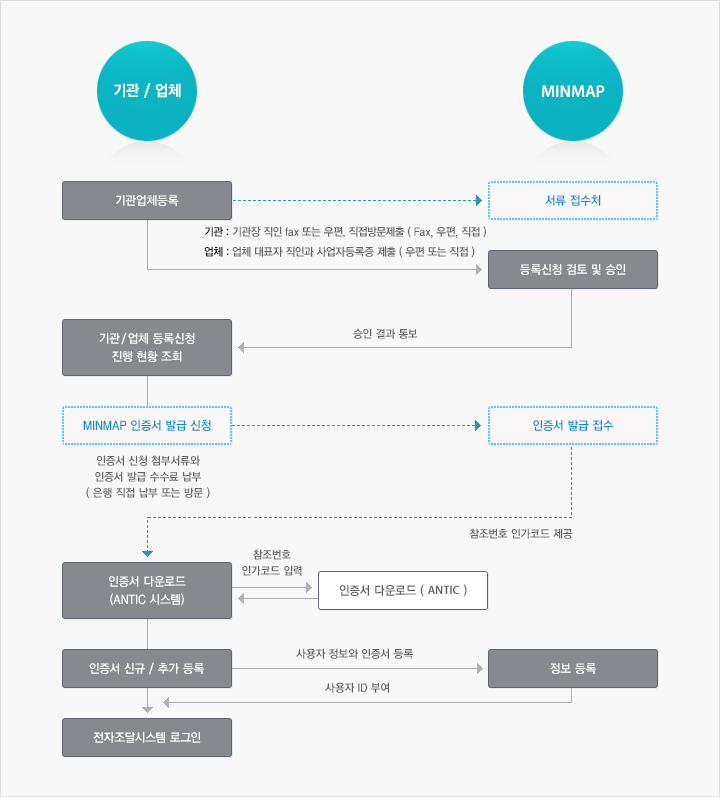 기관 / 업체
MINMAP
기관업체등록
서류 접수처
기관 : 기관장 직인 fax 또는 우편, 직접방문제출 ( Fax, 우편, 직접 )
업체 : 업체 대표자 직인과 사업자등록증 제출 ( 우편 또는 직접 )
등록신청 검토 및 승인
승인 결과 통보
기관/업체 등록신청
진행 현황 조회
MINMAP 인증서 발급 신청
인증서 발급 접수
인증서 신청 첨부서류와
인증서 발급 수수료 납부
( 은행 직접 납부 또는 방문 )
참조번호 인가코드 제공
참조번호
인가코드 입력
인증서 다운로드
(ANTIC 시스템)
인증서 다운로드 ( ANTIC )
사용자 정보와 인증서 등록
인증서 신규 / 추가 등록
정보 등록
사용자 ID 부여
전자조달시스템 로그인